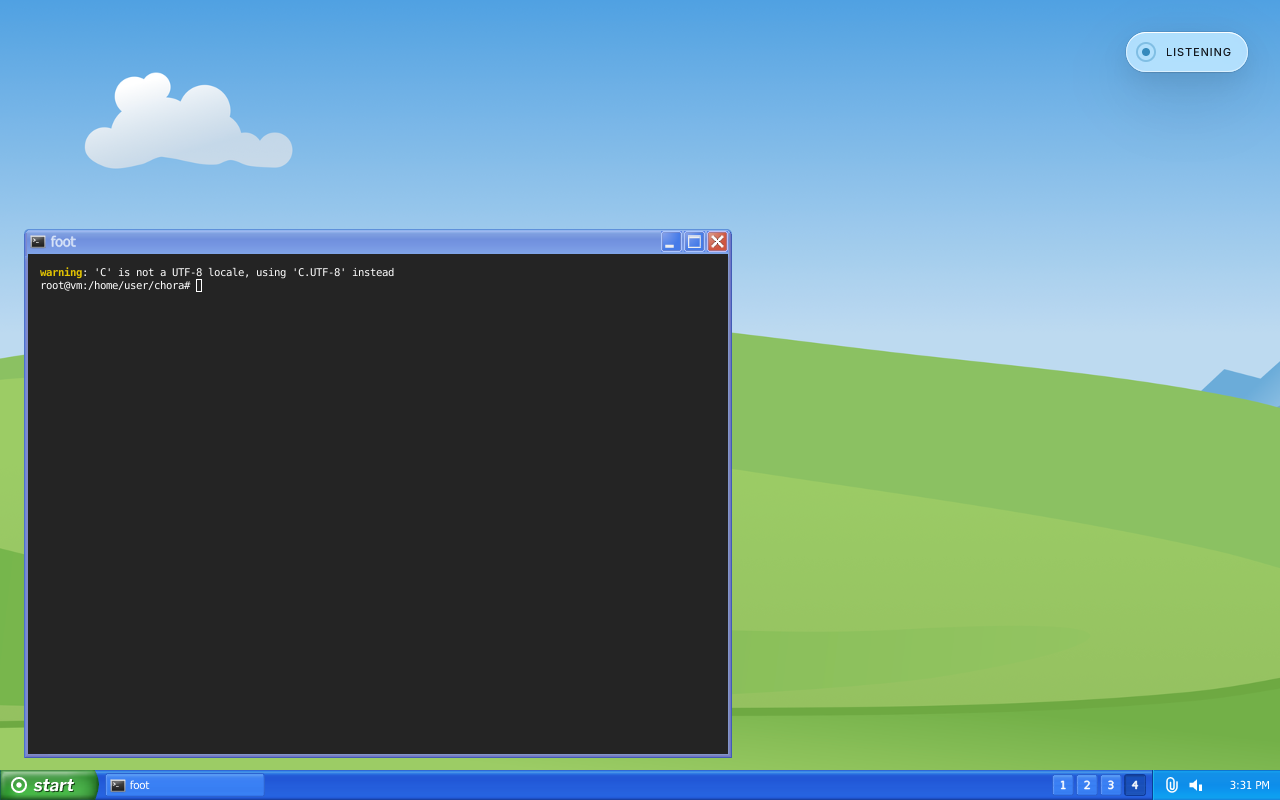 LISTENING
foot
warning: 'C' is not a UTF-8 locale, using 'C.UTF-8' instead
root@vm:/home/user/chora#
start
foot
1 2 3 4
3:31 PM